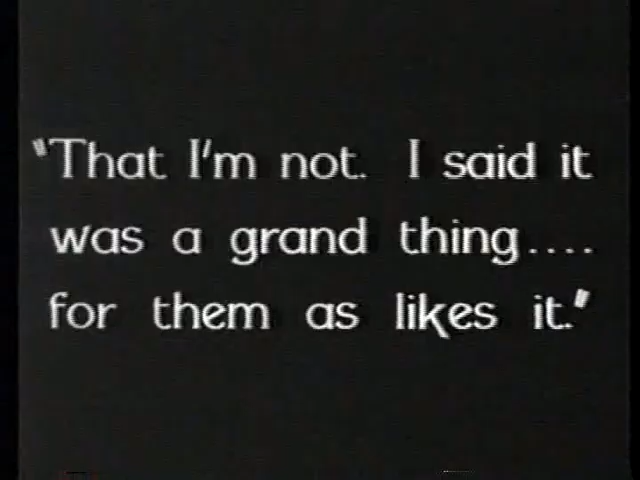 "That I'm not. I said it
was a grand thing....
for them as likes it."